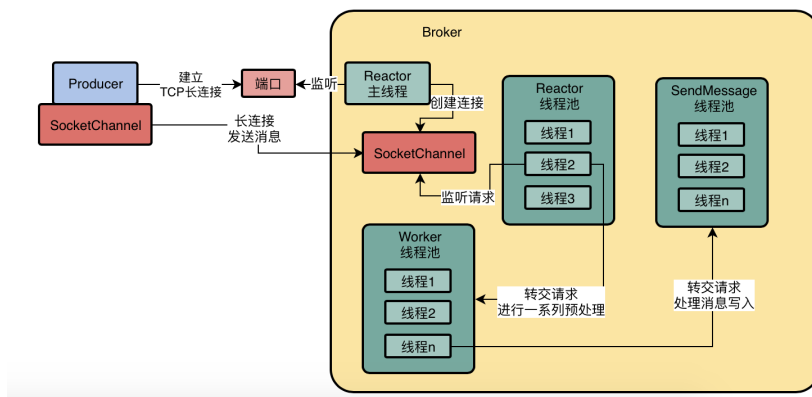 Broker
Producer
SocketChannel
建立
TCP长连接
端口
监听
Reactor
主线程
创建连接
长连接
发送消息
SocketChannel
监听请求
Reactor
线程池
线程1
线程2
线程3
SendMessage
线程池
线程1
线程2
线程n
Worker
线程池
线程1
线程2
线程n
转交请求
进行一系列预处理
转交请求
处理消息写入